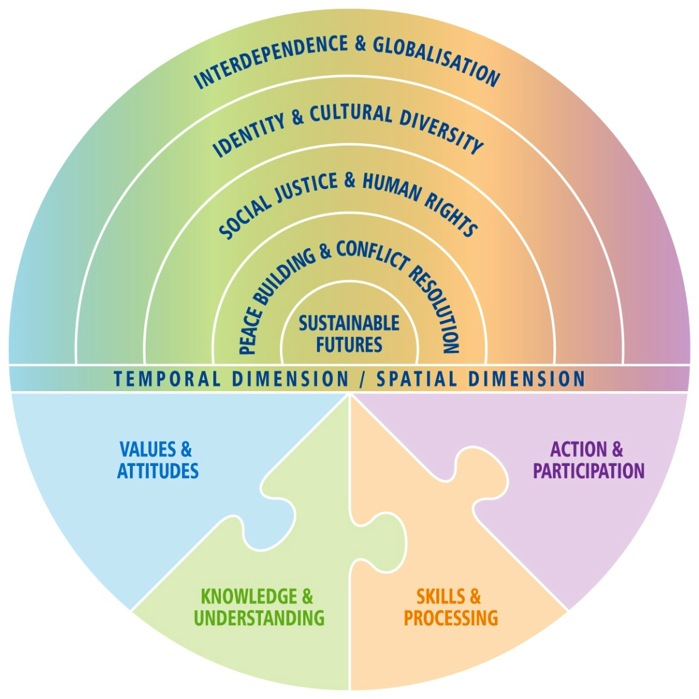 INTERDEPENDENCE & GLOBALISATION
IDENTITY & CULTURAL DIVERSITY
SOCIAL JUSTICE & HUMAN RIGHTS
PEACE BUILDING & CONFLICT RESOLUTION
SUSTAINABLE
FUTURES
TEMPORAL DIMENSION / SPATIAL DIMENSION
VALUES &
ATTITUDES
ACTION &
PARTICIPATION
KNOWLEDGE &
UNDERSTANDING
SKILLS &
PROCESSING